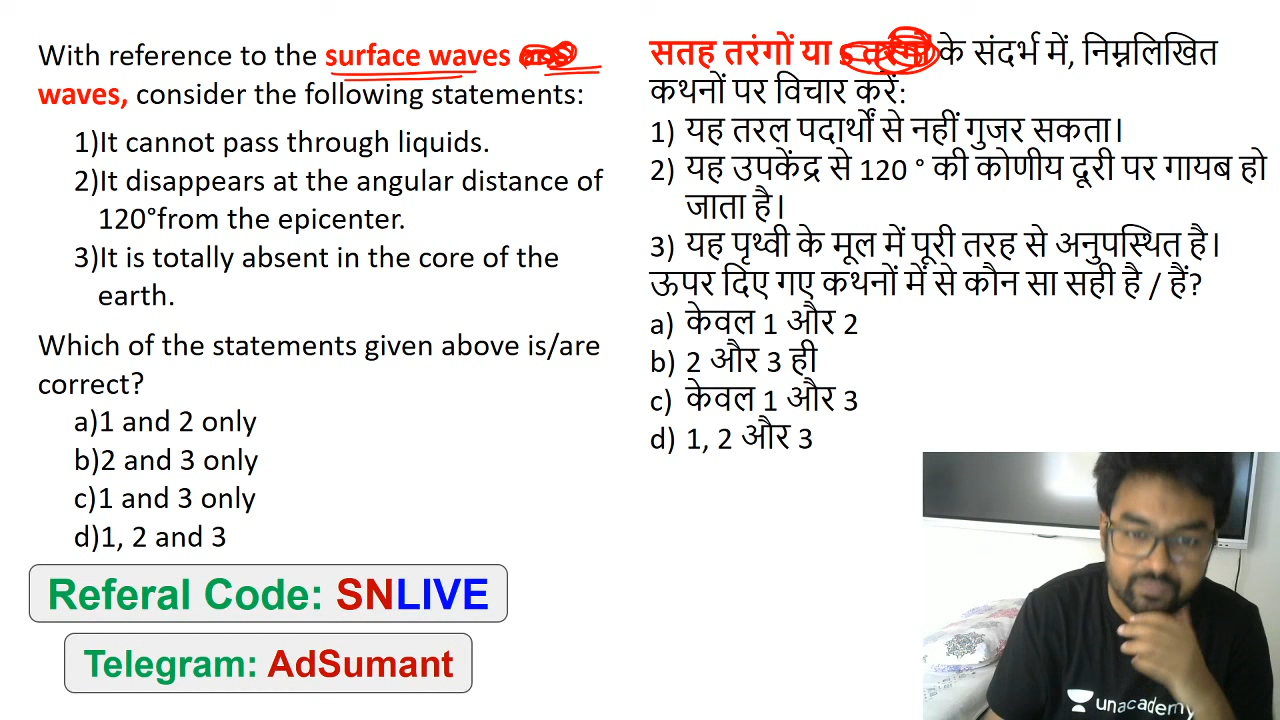 With reference to the surface waves
waves, consider the following statements:
1)It cannot pass through liquids.
2)It disappears at the angular distance of
120°from the epicenter.
3)It is totally absent in the core of the
earth.
Which of the statements given above is/are
correct?
a)1 and 2 only
b)2 and 3 only
c)1 and 3 only
d)1, 2 and 3
Referal Code: SNLIVE
Telegram: AdSumant
सतह तरंगों या के संदर्भ में, निम्नलिखित
कथनों पर विचार करें:
1) यह तरल पदार्थों से नहीं गुजर सकता।
2) यह उपकेंद्र से 120 ° की कोणीय दूरी पर गायब हो
जाता है।
3) यह पृथ्वी के मूल में पूरी तरह से अनुपस्थित है।
ऊपर दिए गए कथनों में से कौन सा सही है / हैं?
a) केवल 1 और 2
b) 2 और 3 ही
c) केवल 1 और 3
d) 1, 2 और 3
unacademy